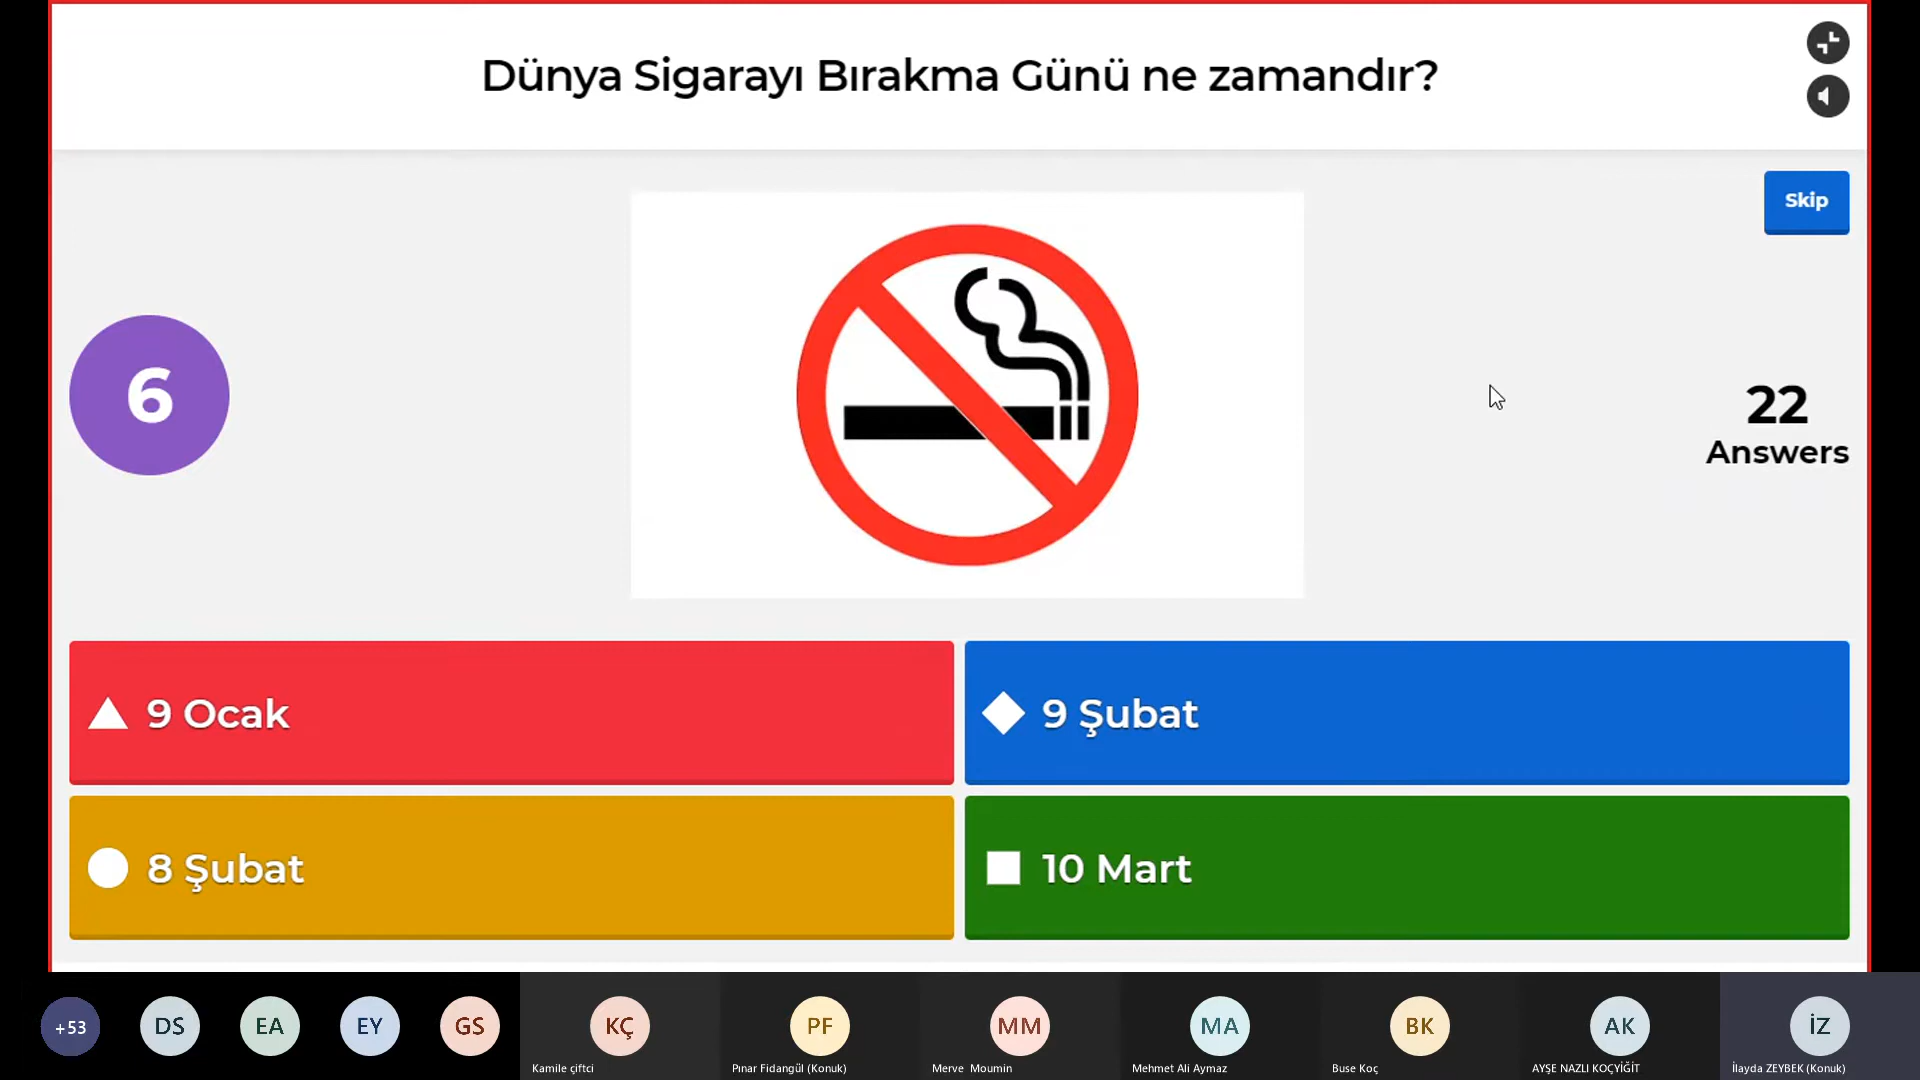 Dünya Sigarayı Bırakma Günü ne zamandır?
Skip
6
22
Answers
9 Ocak
9 Şubat
8 Şubat
10 Mart
+53
DS
EA
EY
GS
KÇ
PF
MM
MA
BK
AK
İZ
Kamile çiftci
Pınar Fidangül (Konuk)
Merve Moumin
Mehmet Ali Aymaz
Buse Koç
AYŞE NAZLI KOÇYİĞİT
İlayda ZEYBEK (Konuk)